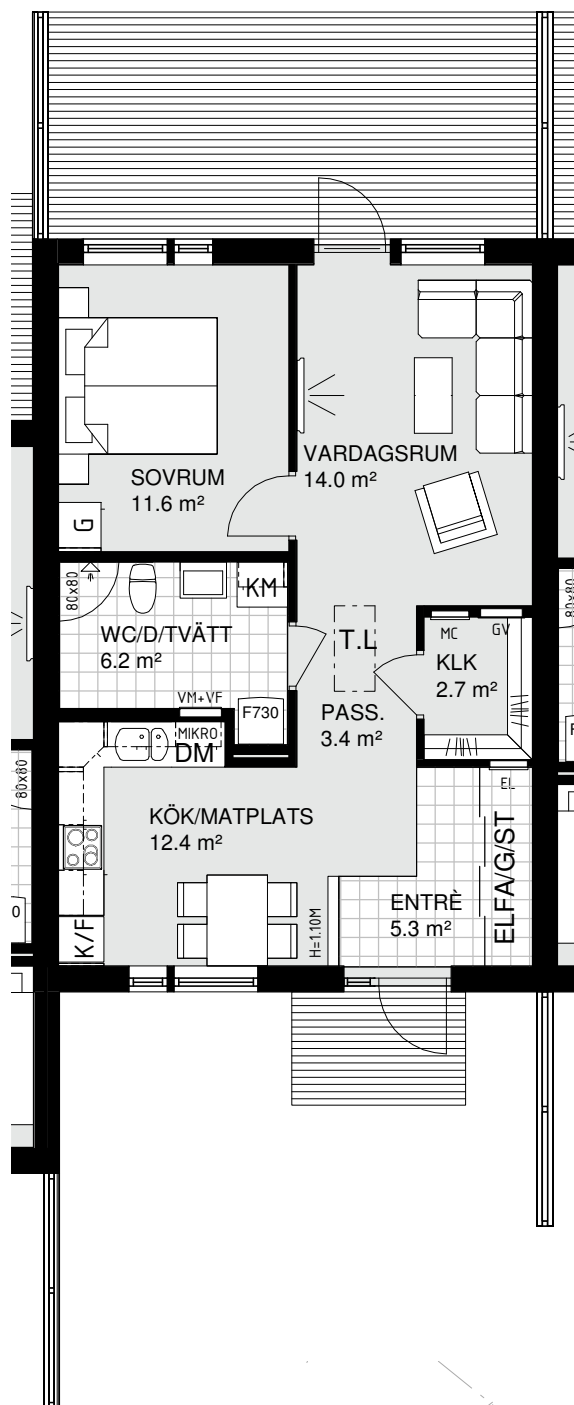 SOVRUM
11.6 m²
VARDAGSRUM
14.0 m²
G
80x80
KM
WC/D/TVÄTT
6.2 m²
T.L
MC
GV
KLK
2.7 m²
VM+VF
F730
PASS.
3.4 m²
MIKRO
DM
80x80
EL
KÖK/MATPLATS
12.4 m²
ELFA/G/ST
ENTRÈ
5.3 m²
K/F
H=1.10M